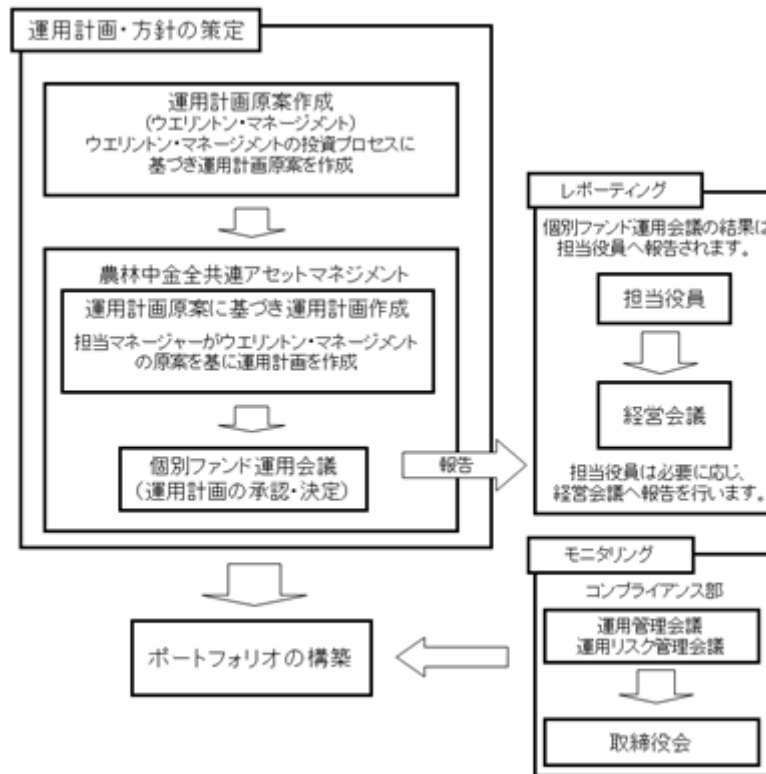 運用計画・方針の策定
運用計画原案作成
(ウエリントン・マネージメント)
ウエリントン・マネージメントの投資プロセスに
基づき運用計画原案を作成
農林中金全共連アセットマネジメント
運用計画原案に基づき運用計画作成
担当マネージャーがウエリントン・マネージメント
の原案を基に運用計画を作成
個別ファンド運用会議
(運用計画の承認・決定)
報告
レポーティング
個別ファンド運用会議の結果は
担当役員へ報告されます。
担当役員
経営会議
担当役員は必要に応じ、
経営会議へ報告を行います。
モニタリング
コンプライアンス部
運用管理会議
運用リスク管理会議
取締役会
ポートフォリオの構築